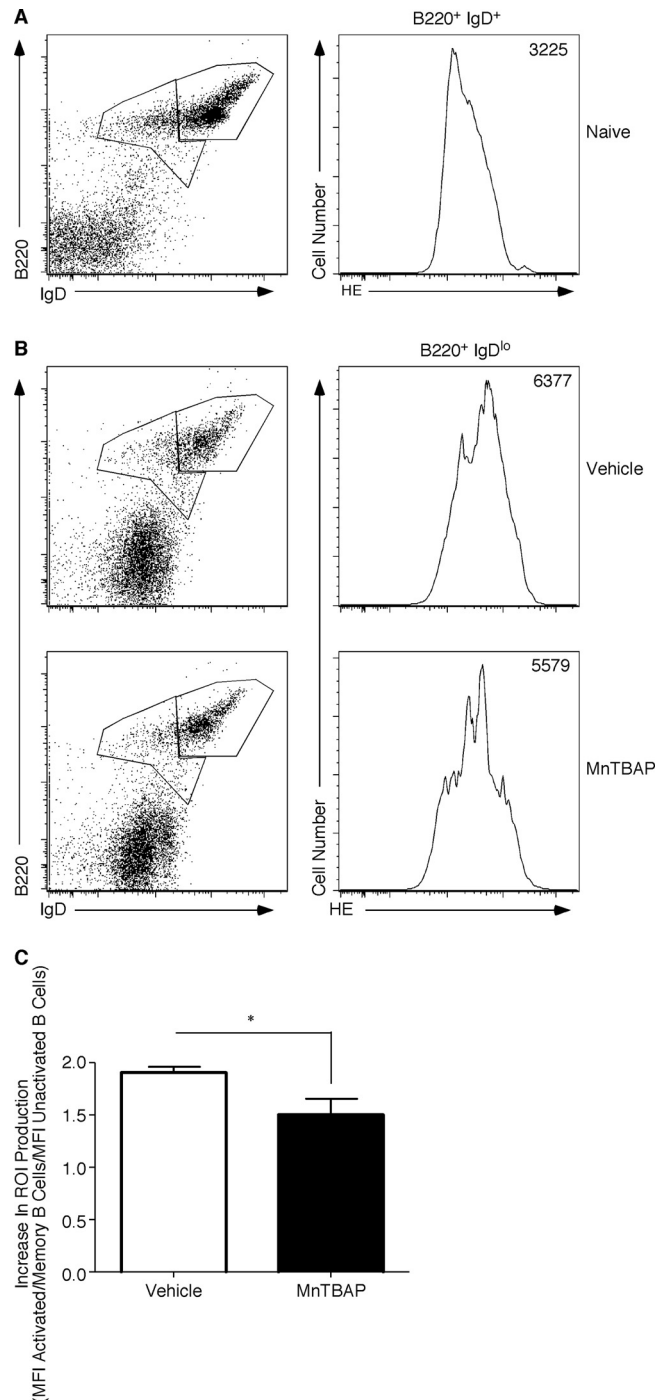 A
B220⁺ IgD⁺
3225
Naive
B220
IgD
Cell Number
HE
B
B220⁺ IgDˡᵒ
6377
Vehicle
5579
MnTBAP
B220
IgD
Cell Number
HE
C
Increase In ROI Production
(MFI Activated/Memory B Cells/MFI Unactivated B Cells)
*
2.0
1.5
1.0
0.5
0.0
Vehicle
MnTBAP